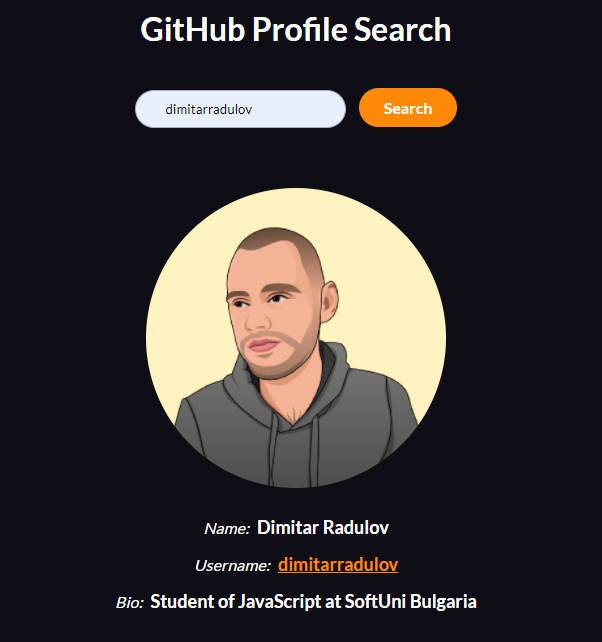 GitHub Profile Search
dimitarradulov Search
Name: Dimitar Radulov
Username: dimitarradulov
Bio: Student of JavaScript at SoftUni Bulgaria